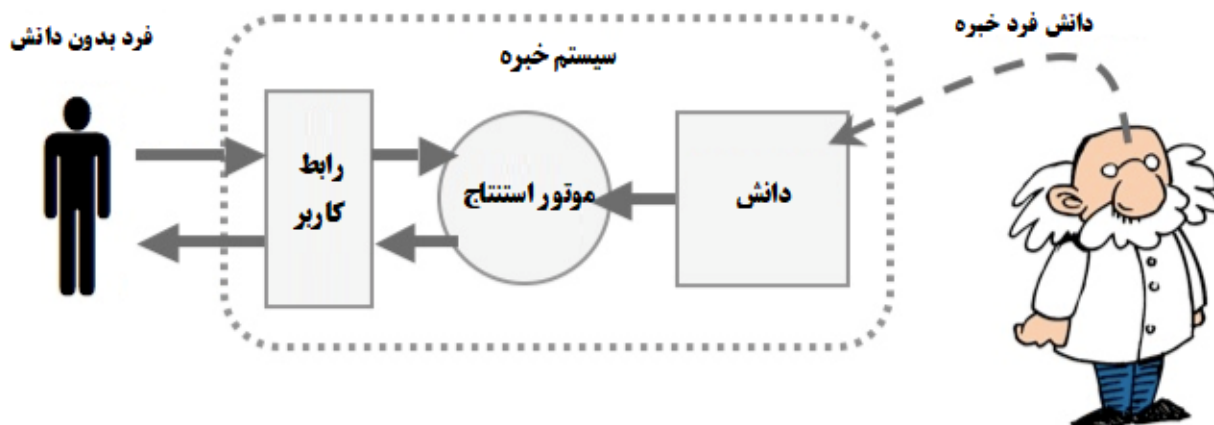 دانش فرد خبره
فرد بدون دانش
سیستم خبره
رابط
کاربر
موتور استنتاج
دانش